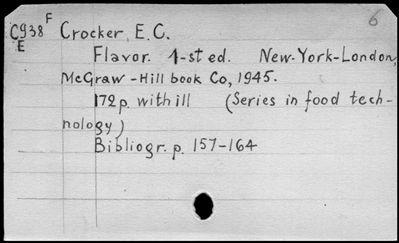 6
C938 F Crocker, E.C.
E
Flavor. 1-st ed. New-York-London,
McGraw-Hill book Co, 1945.
172p. with ill (Series in food tech-
nology)
Bibliogr. p. 157-164